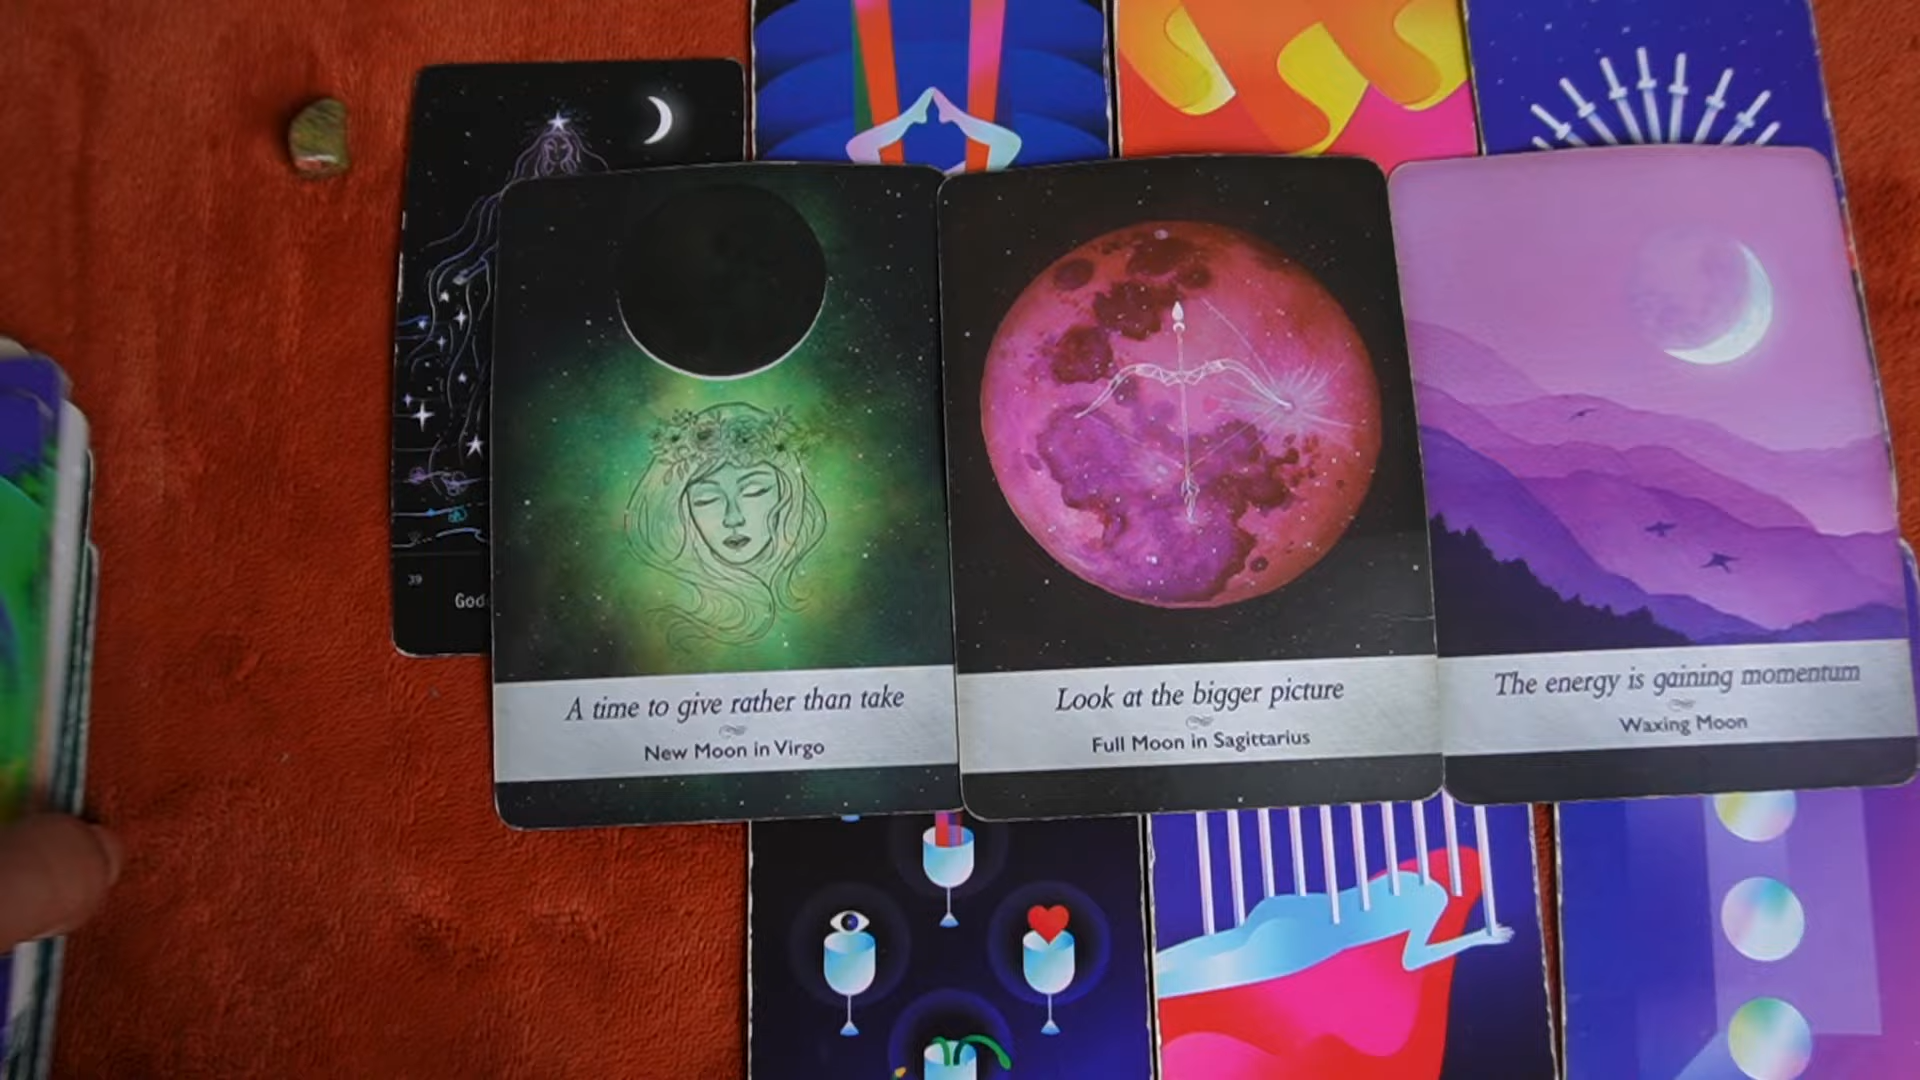 39
A time to give rather than take
New Moon in Virgo
Look at the bigger picture
Full Moon in Sagittarius
The energy is gaining momentum
Waxing Moon